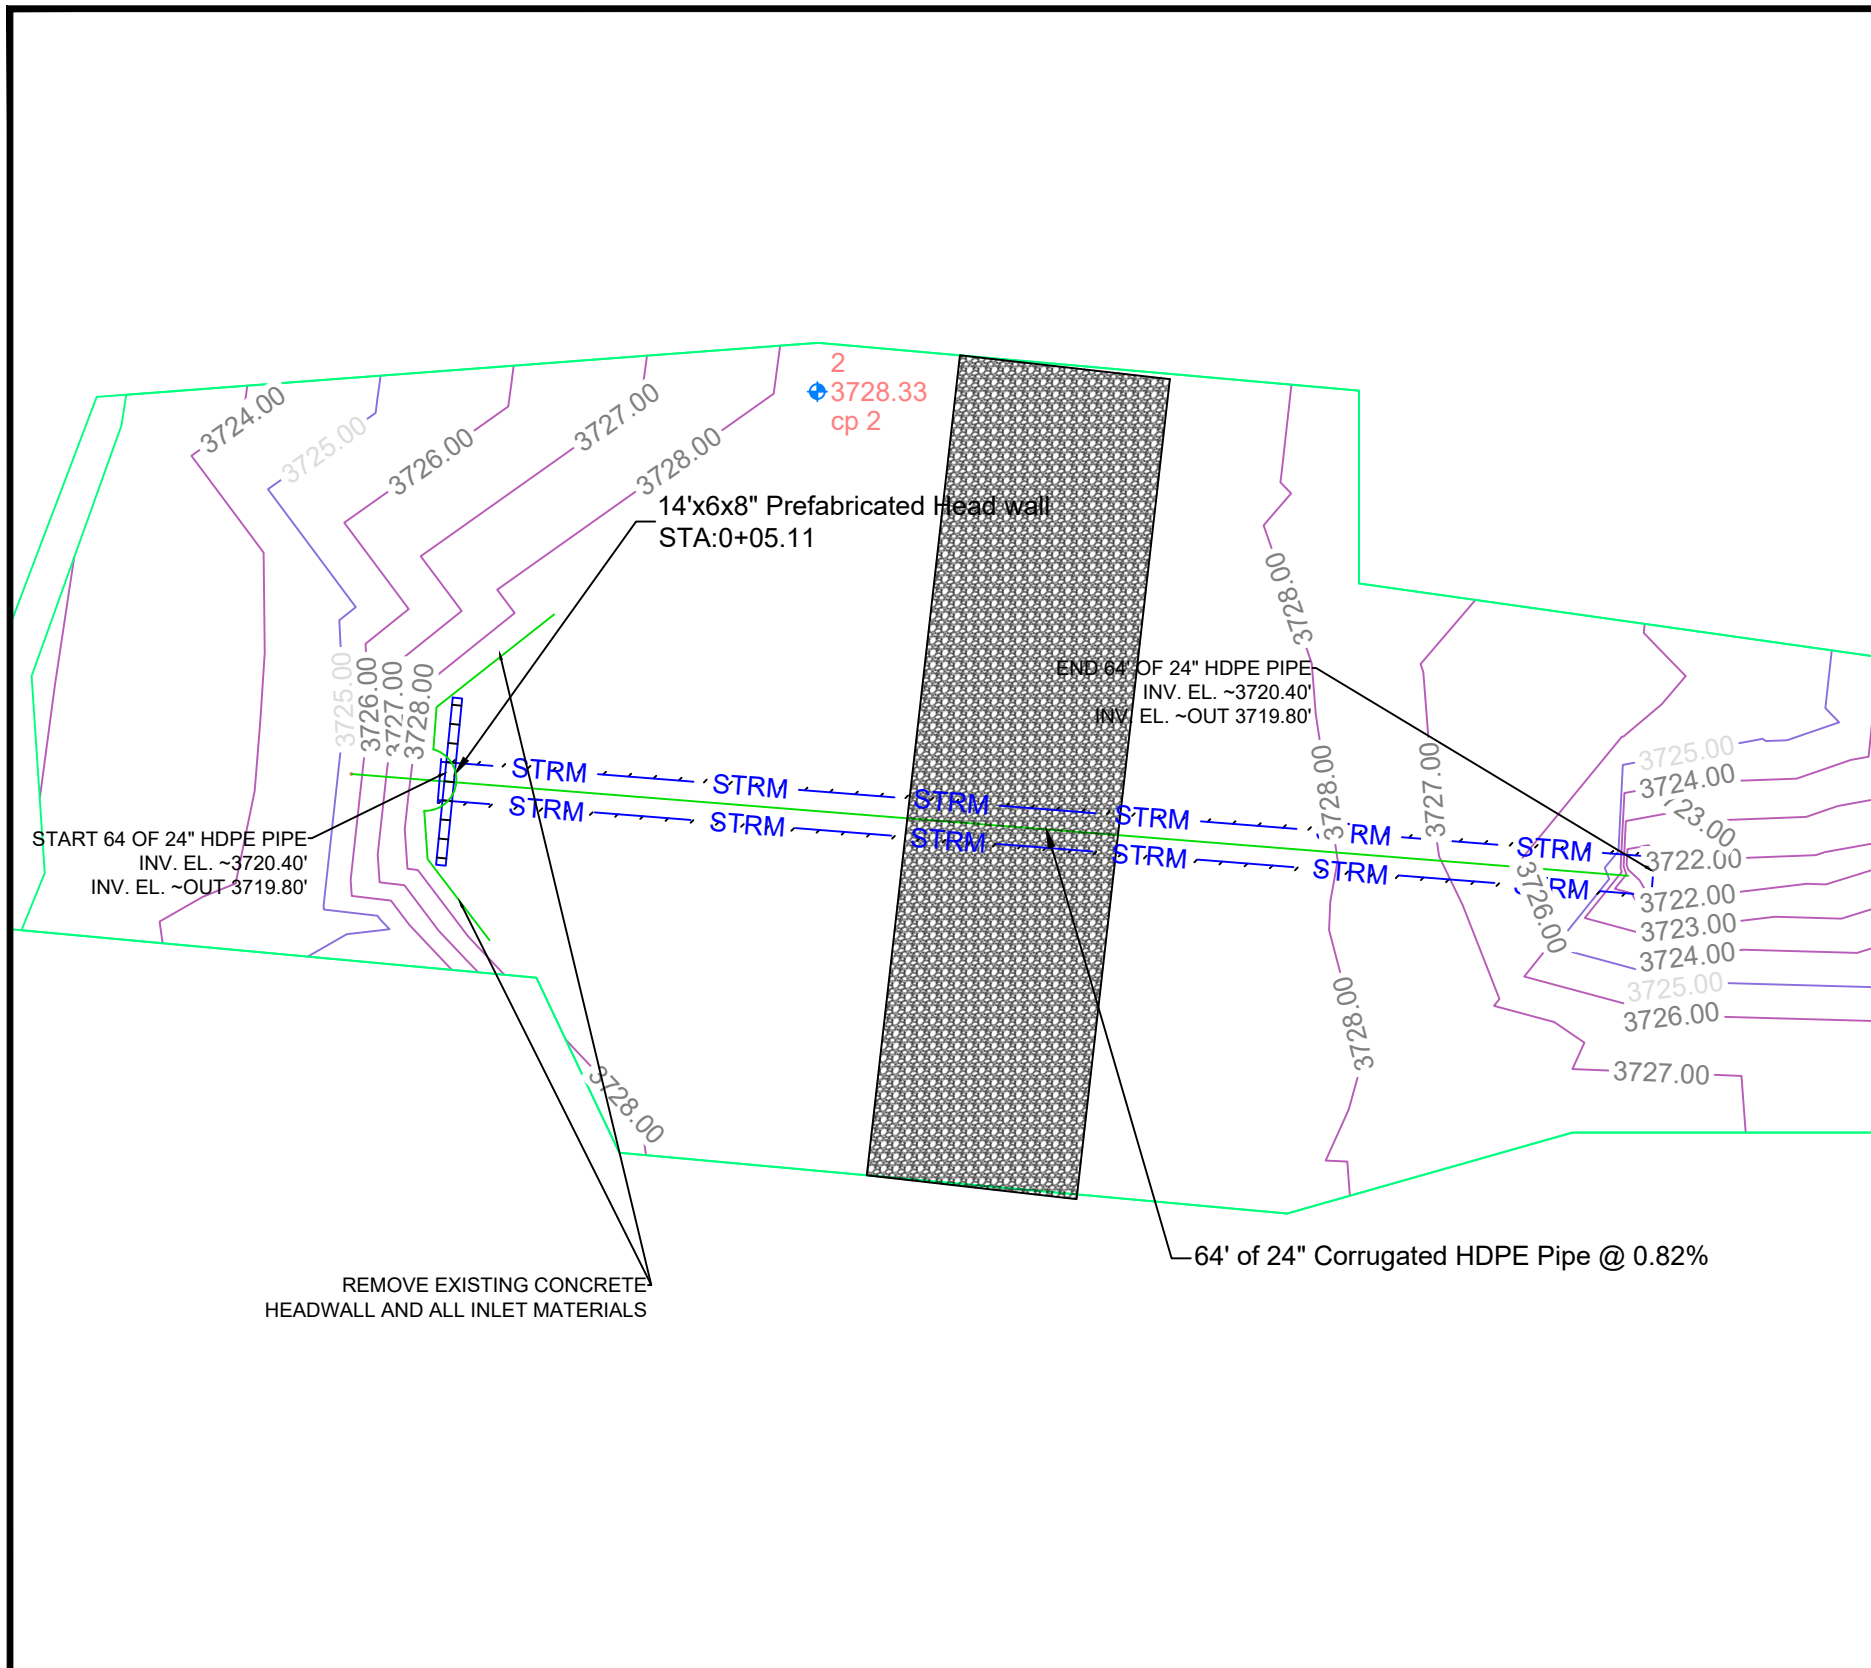 2
3728.33
cp 2
3724.00
3725.00
3726.00
3727.00
3728.00
14'x6x8" Prefabricated Head wall
STA:0+05.11
3728.00
END 64' OF 24" HDPE PIPE
INV. EL. ~3720.40'
INV. EL. ~OUT 3719.80'
3725.00
3726.00
3727.00
3728.00
STRM
STRM
STRM
STRM
RM
STRM
STRM
STRM
STRM
STRM
STRM
RM
3728.00
3727.00
3725.00
3724.00
23.00
3722.00
3722.00
3723.00
3724.00
3725.00
3726.00
3726.00
3727.00
3728.00
START 64 OF 24" HDPE PIPE
INV. EL. ~3720.40'
INV. EL. ~OUT 3719.80'
3728.00
64' of 24" Corrugated HDPE Pipe @ 0.82%
REMOVE EXISTING CONCRETE
HEADWALL AND ALL INLET MATERIALS